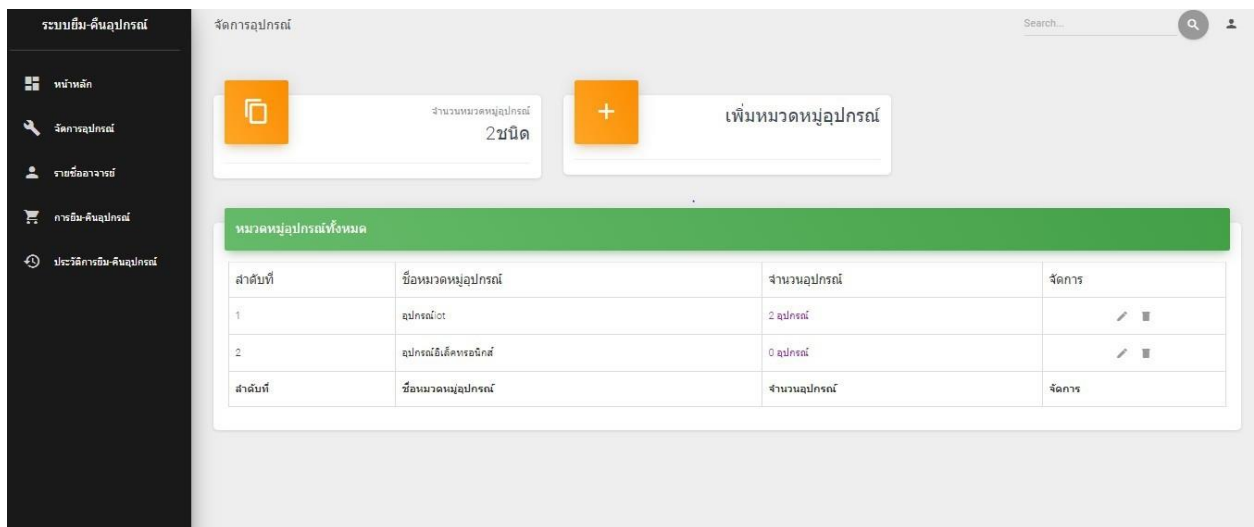 ระบบยืม-คืนอุปกรณ์
จัดการอุปกรณ์
Search...
หน้าหลัก
จัดการอุปกรณ์
รายชื่ออาจารย์
การยืม-คืนอุปกรณ์
ประวัติการยืม-คืนอุปกรณ์
จำนวนหมวดหมู่อุปกรณ์
2ชนิด
เพิ่มหมวดหมู่อุปกรณ์
หมวดหมู่อุปกรณ์ทั้งหมด
ลำดับที่ ชื่อหมวดหมู่อุปกรณ์ จำนวนอุปกรณ์ จัดการ
1 อุปกรณ์iot 2 อุปกรณ์
2 อุปกรณ์อิเล็คทรอนิกส์ 0 อุปกรณ์
ลำดับที่ ชื่อหมวดหมู่อุปกรณ์ จำนวนอุปกรณ์ จัดการ